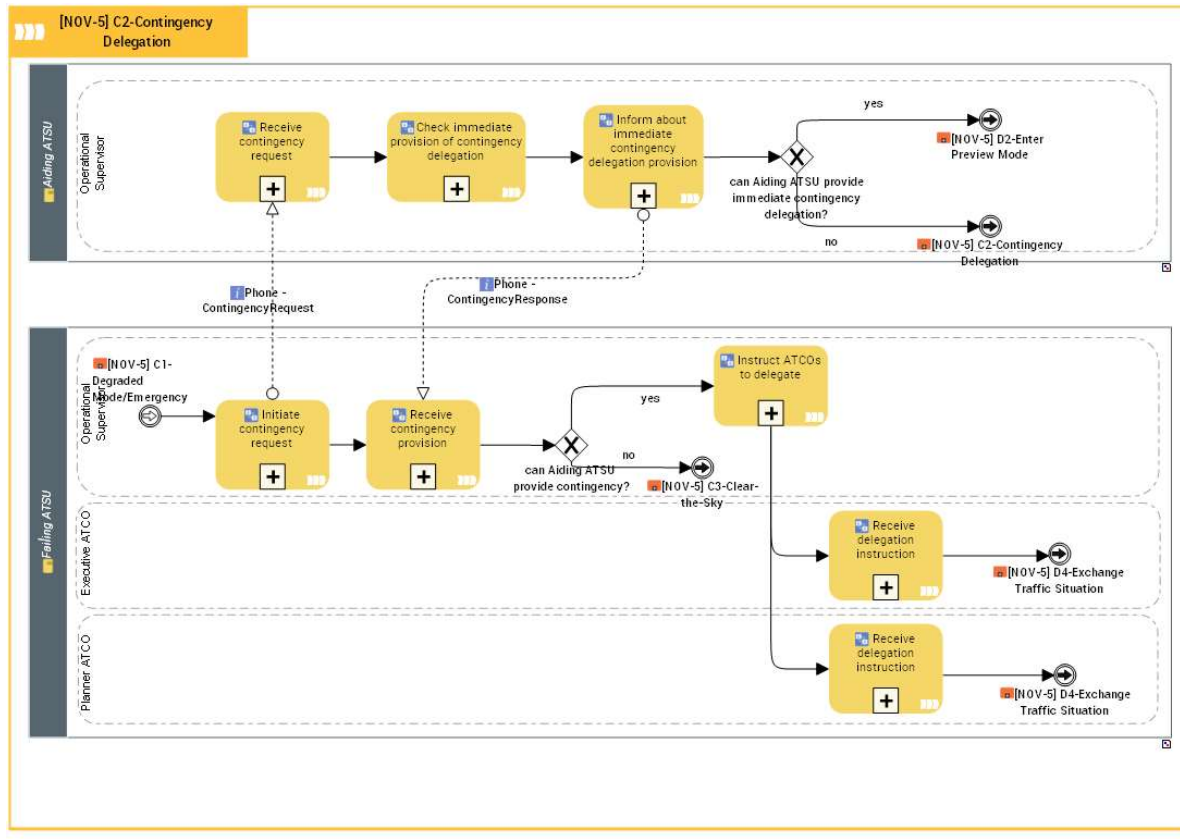 [NOV-5] C2-Contingency
Delegation
Aiding ATSU
Operational
Supervisor
Receive
contingency
request
Check immediate
provision of contingency
delegation
Inform about
immediate
contingency
delegation provision
can Aiding ATSU provide
immediate contingency
delegation?
yes
[NOV-5] D2-Enter
Preview Mode
no
[NOV-5] C2-Contingency
Delegation
Phone -
ContingencyRequest
Phone -
ContingencyResponse
Failing ATSU
Operational
Supervisor
[NOV-5] C1-
Degraded
Mode/Emergency
Initiate
contingency
request
Receive
contingency
provision
can Aiding ATSU
provide contingency?
yes
Instruct ATCOs
to delegate
no
[NOV-5] C3-Clear-
the-Sky
Executive ATCO
Receive
delegation
instruction
[NOV-5] D4-Exchange
Traffic Situation
Planner ATCO
Receive
delegation
instruction
[NOV-5] D4-Exchange
Traffic Situation